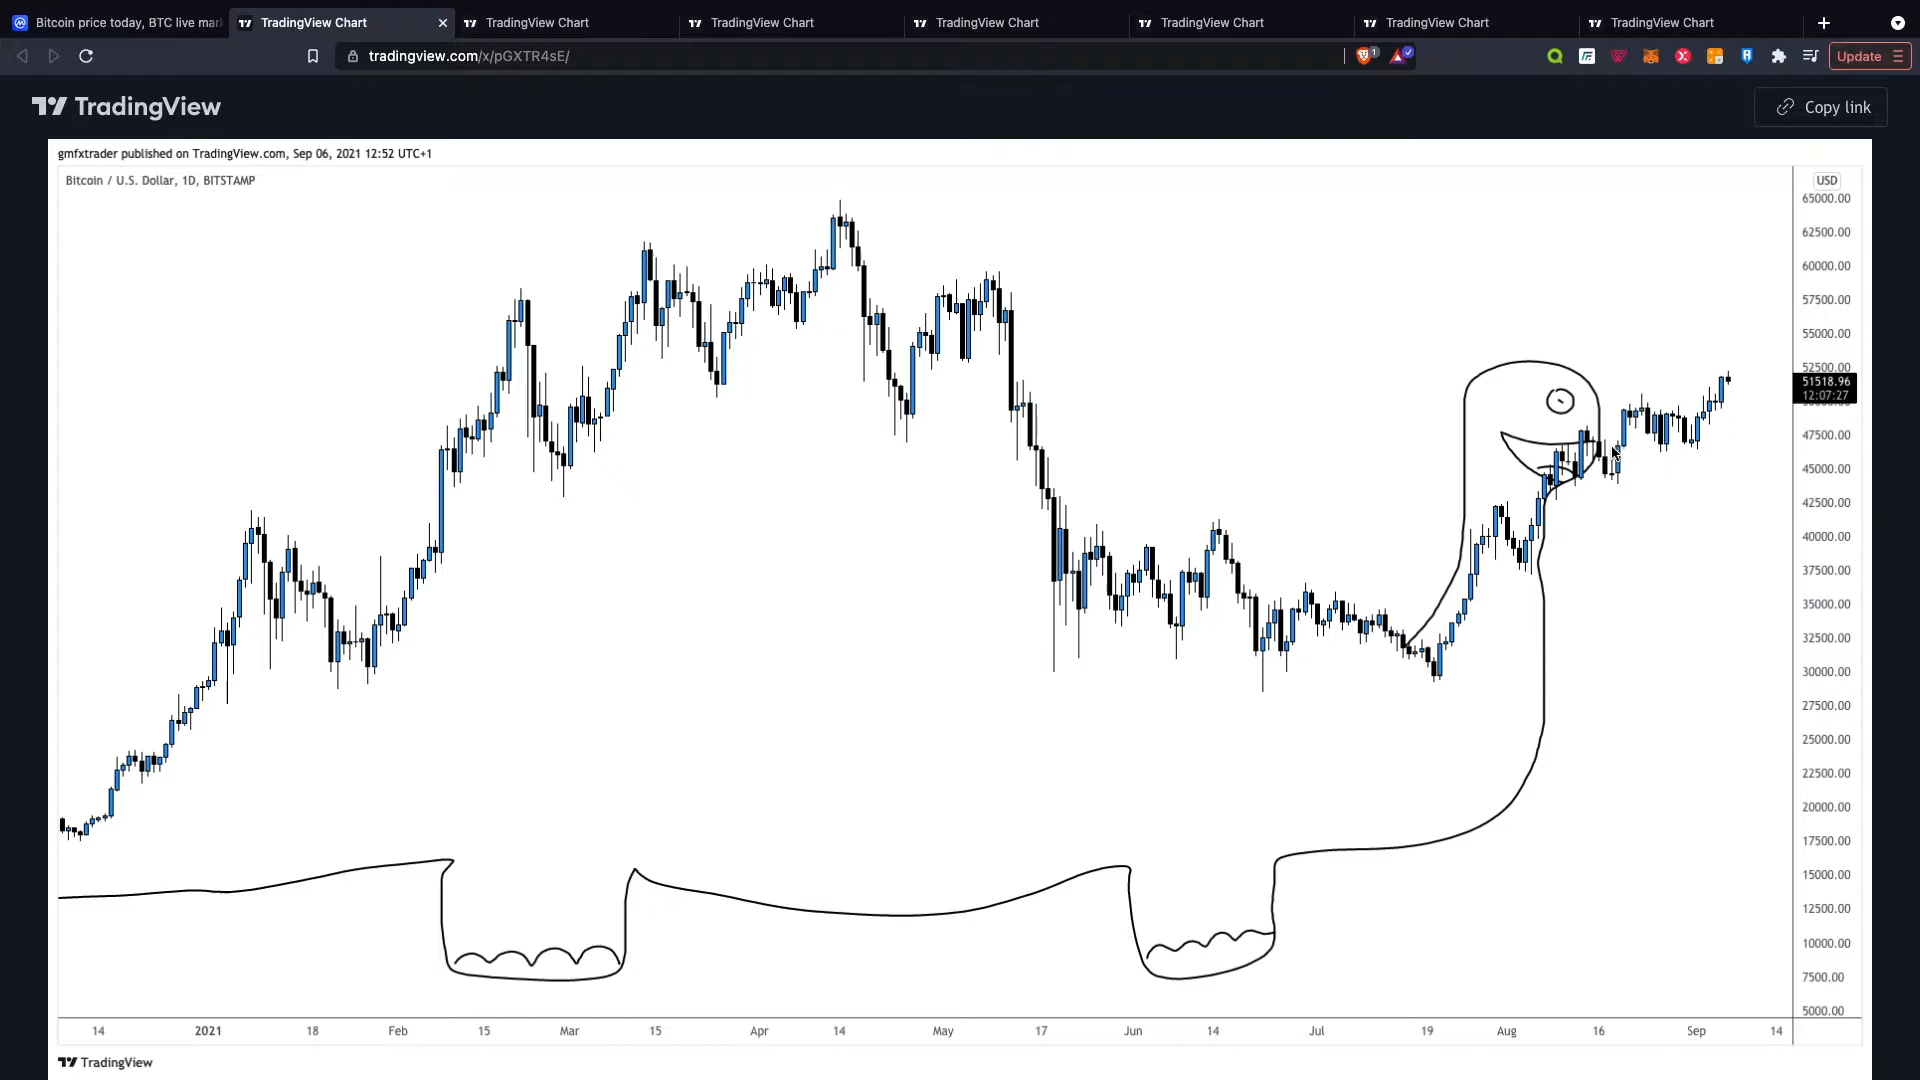 Bitcoin price today, BTC live mar
TradingView Chart
TradingView Chart
TradingView Chart
TradingView Chart
TradingView Chart
TradingView Chart
TradingView Chart
tradingview.com/x/pGXTR4sE/
1
Update
TradingView
Copy link
gmfxtrader published on TradingView.com, Sep 06, 2021 12:52 UTC+1
Bitcoin / U.S. Dollar, 1D, BITSTAMP
USD
65000.00
62500.00
60000.00
57500.00
55000.00
52500.00
51518.96
12:07:27
47500.00
45000.00
42500.00
40000.00
37500.00
35000.00
32500.00
30000.00
27500.00
25000.00
22500.00
20000.00
17500.00
15000.00
12500.00
10000.00
7500.00
5000.00
14 2021 18 Feb 15 Mar 15 Apr 14 May 17 Jun 14 Jul 19 Aug 16 Sep 14
TradingView